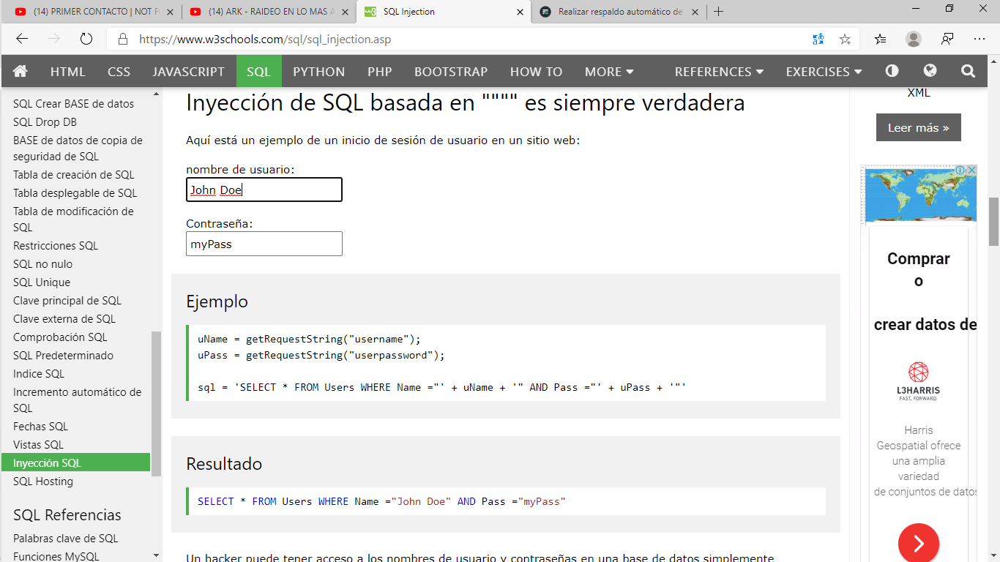 (14) PRIMER CONTACTO | NOT F
(14) ARK - RAIDEO EN LO MAS A
SQL Injection
Realizar respaldo automático de
https://www.w3schools.com/sql/sql_injection.asp
HTML
CSS
JAVASCRIPT
SQL
PYTHON
PHP
BOOTSTRAP
HOW TO
MORE
REFERENCES
EXERCISES
SQL Crear BASE de datos
SQL Drop DB
BASE de datos de copia de
seguridad de SQL
Tabla de creación de SQL
Tabla desplegable de SQL
Tabla de modificación de
SQL
Restricciones SQL
SQL no nulo
SQL Unique
Clave principal de SQL
Clave externa de SQL
Comprobación SQL
SQL Predeterminado
Indice SQL
Incremento automático de
SQL
Fechas SQL
Vistas SQL
Inyección SQL
SQL Hosting
SQL Referencias
Palabras clave de SQL
Funciones MySQL
Inyección de SQL basada en """" es siempre verdadera
Aquí está un ejemplo de un inicio de sesión de usuario en un sitio web:
nombre de usuario:
John Doe
Contraseña:
myPass
Ejemplo
uName = getRequestString("username");
uPass = getRequestString("userpassword");
sql = 'SELECT * FROM Users WHERE Name ="' + uName + '" AND Pass ="' + uPass + '"'
Resultado
SELECT * FROM Users WHERE Name ="John Doe" AND Pass ="myPass"
Un hacker puede tener acceso a los nombres de usuario y contraseñas en una base de datos simplemente
XML
Leer más »
Comprar
o
crear datos de
L3HARRIS
FAST. FORWARD.
Harris
Geospatial ofrece
una amplia
variedad
de conjuntos de datos